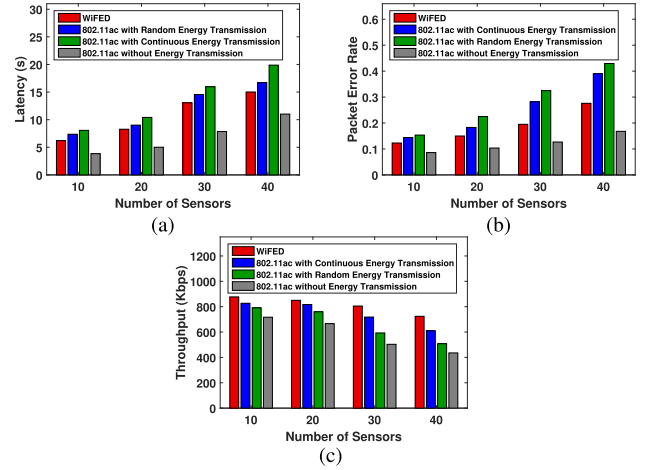 30
25
20
15
10
5
0
Latency (s)
WiFED
802.11ac with Random Energy Transmission
802.11ac with Continuous Energy Transmission
802.11ac without Energy Transmission
10 20 30 40
Number of Sensors
(a)
0.6
0.5
0.4
0.3
0.2
0.1
0
Packet Error Rate
WiFED
802.11ac with Continuous Energy Transmission
802.11ac with Random Energy Transmission
802.11ac without Energy Transmission
10 20 30 40
Number of Sensors
(b)
1200
1000
800
600
400
200
0
Throughput (Kbps)
WiFED
802.11ac with Continuous Energy Transmission
802.11ac with Random Energy Transmission
802.11ac without Energy Transmission
10 20 30 40
Number of Sensors
(c)